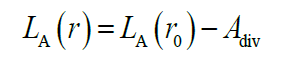 L_A(r) = L_A(r_0) − A_div